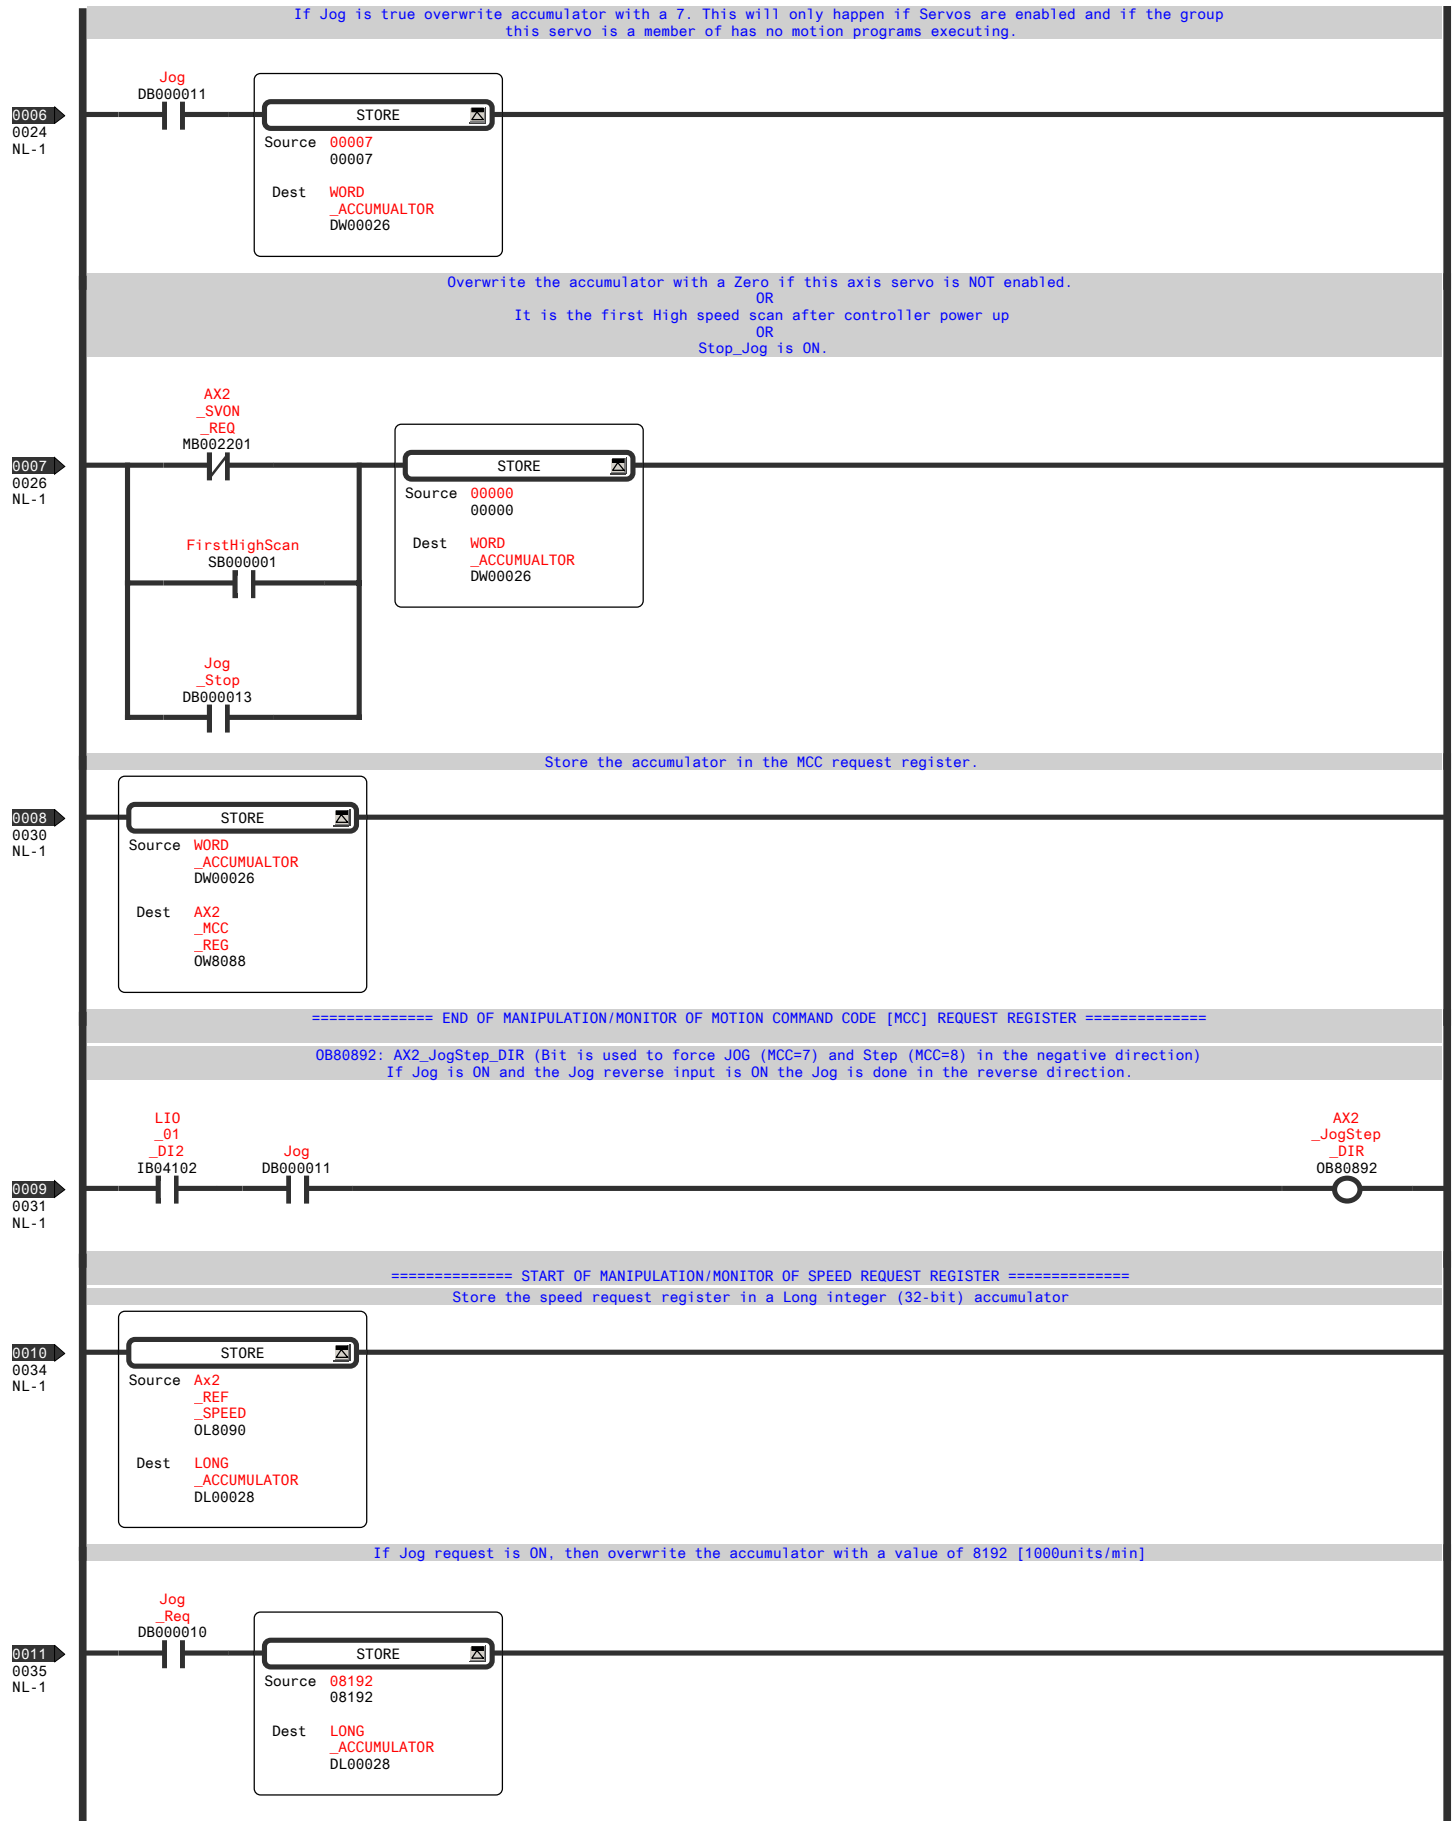 If Jog is true overwrite accumulator with a 7. This will only happen if Servos are enabled and if the group
this servo is a member of has no motion programs executing.
Jog
DB000011
0006
0024
NL-1
STORE
Source 00007
00007
Dest WORD
_ACCUMUALTOR
DW00026
Overwrite the accumulator with a Zero if this axis servo is NOT enabled.
OR
It is the first High speed scan after controller power up
OR
Stop_Jog is ON.
AX2
_SVON
_REQ
MB002201
0007
0026
NL-1
STORE
Source 00000
00000
Dest WORD
_ACCUMUALTOR
DW00026
FirstHighScan
SB000001
Jog
_Stop
DB000013
Store the accumulator in the MCC request register.
0008
0030
NL-1
STORE
Source WORD
_ACCUMUALTOR
DW00026
Dest AX2
_MCC
_REG
OW8088
============== END OF MANIPULATION/MONITOR OF MOTION COMMAND CODE [MCC] REQUEST REGISTER ==============
OB80892: AX2_JogStep_DIR (Bit is used to force JOG (MCC=7) and Step (MCC=8) in the negative direction)
If Jog is ON and the Jog reverse input is ON the Jog is done in the reverse direction.
LIO
_01
_DI2
IB04102
Jog
DB000011
AX2
_JogStep
_DIR
OB80892
0009
0031
NL-1
============== START OF MANIPULATION/MONITOR OF SPEED REQUEST REGISTER ==============
Store the speed request register in a Long integer (32-bit) accumulator
0010
0034
NL-1
STORE
Source Ax2
_REF
_SPEED
OL8090
Dest LONG
_ACCUMULATOR
DL00028
If Jog request is ON, then overwrite the accumulator with a value of 8192 [1000units/min]
Jog
_Req
DB000010
0011
0035
NL-1
STORE
Source 08192
08192
Dest LONG
_ACCUMULATOR
DL00028